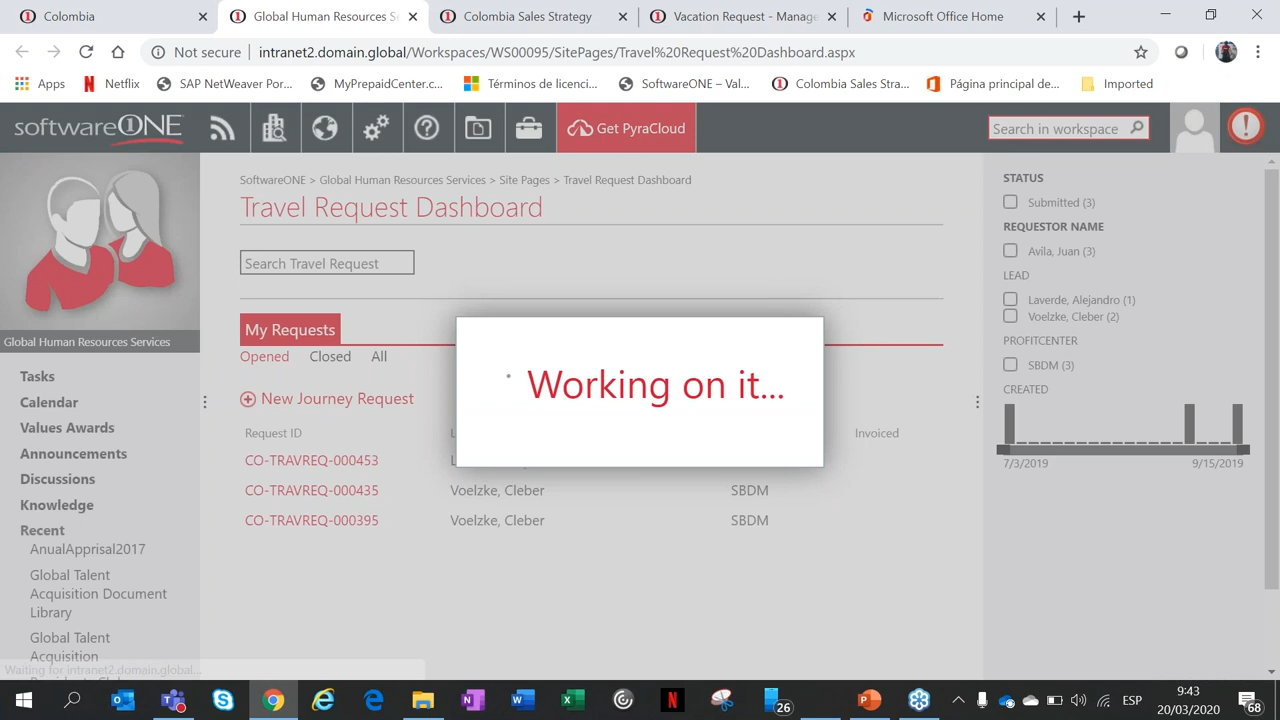 Colombia
Global Human Resources Se
Colombia Sales Strategy
Vacation Request - Manage
Microsoft Office Home
Not secure
intranet2.domain.global/Workspaces/WS00095/SitePages/Travel%20Request%20Dashboard.aspx
Apps
Netflix
SAP NetWeaver Por...
MyPrepaidCenter.c...
Términos de licenci...
SoftwareONE – Val...
Colombia Sales Stra...
Página principal de...
Imported
softwareONE
Get PyraCloud
Search in workspace
Global Human Resources Services
Tasks
Calendar
Values Awards
Announcements
Discussions
Knowledge
Recent
AnualApprisal2017
Global Talent
Acquisition Document
Library
Global Talent
Acquisition
SoftwareONE > Global Human Resources Services > Site Pages > Travel Request Dashboard
Travel Request Dashboard
Search Travel Request
My Requests
Opened Closed All
New Journey Request
Request ID
Invoiced
CO-TRAVREQ-000453
CO-TRAVREQ-000435 Voelzke, Cleber SBDM
CO-TRAVREQ-000395 Voelzke, Cleber SBDM
Working on it...
STATUS
Submitted (3)
REQUESTOR NAME
Avila, Juan (3)
LEAD
Laverde, Alejandro (1)
Voelzke, Cleber (2)
PROFITCENTER
SBDM (3)
CREATED
7/3/2019 9/15/2019
Waiting for intranet2.domain.global...
26
ESP
9:43
20/03/2020
68